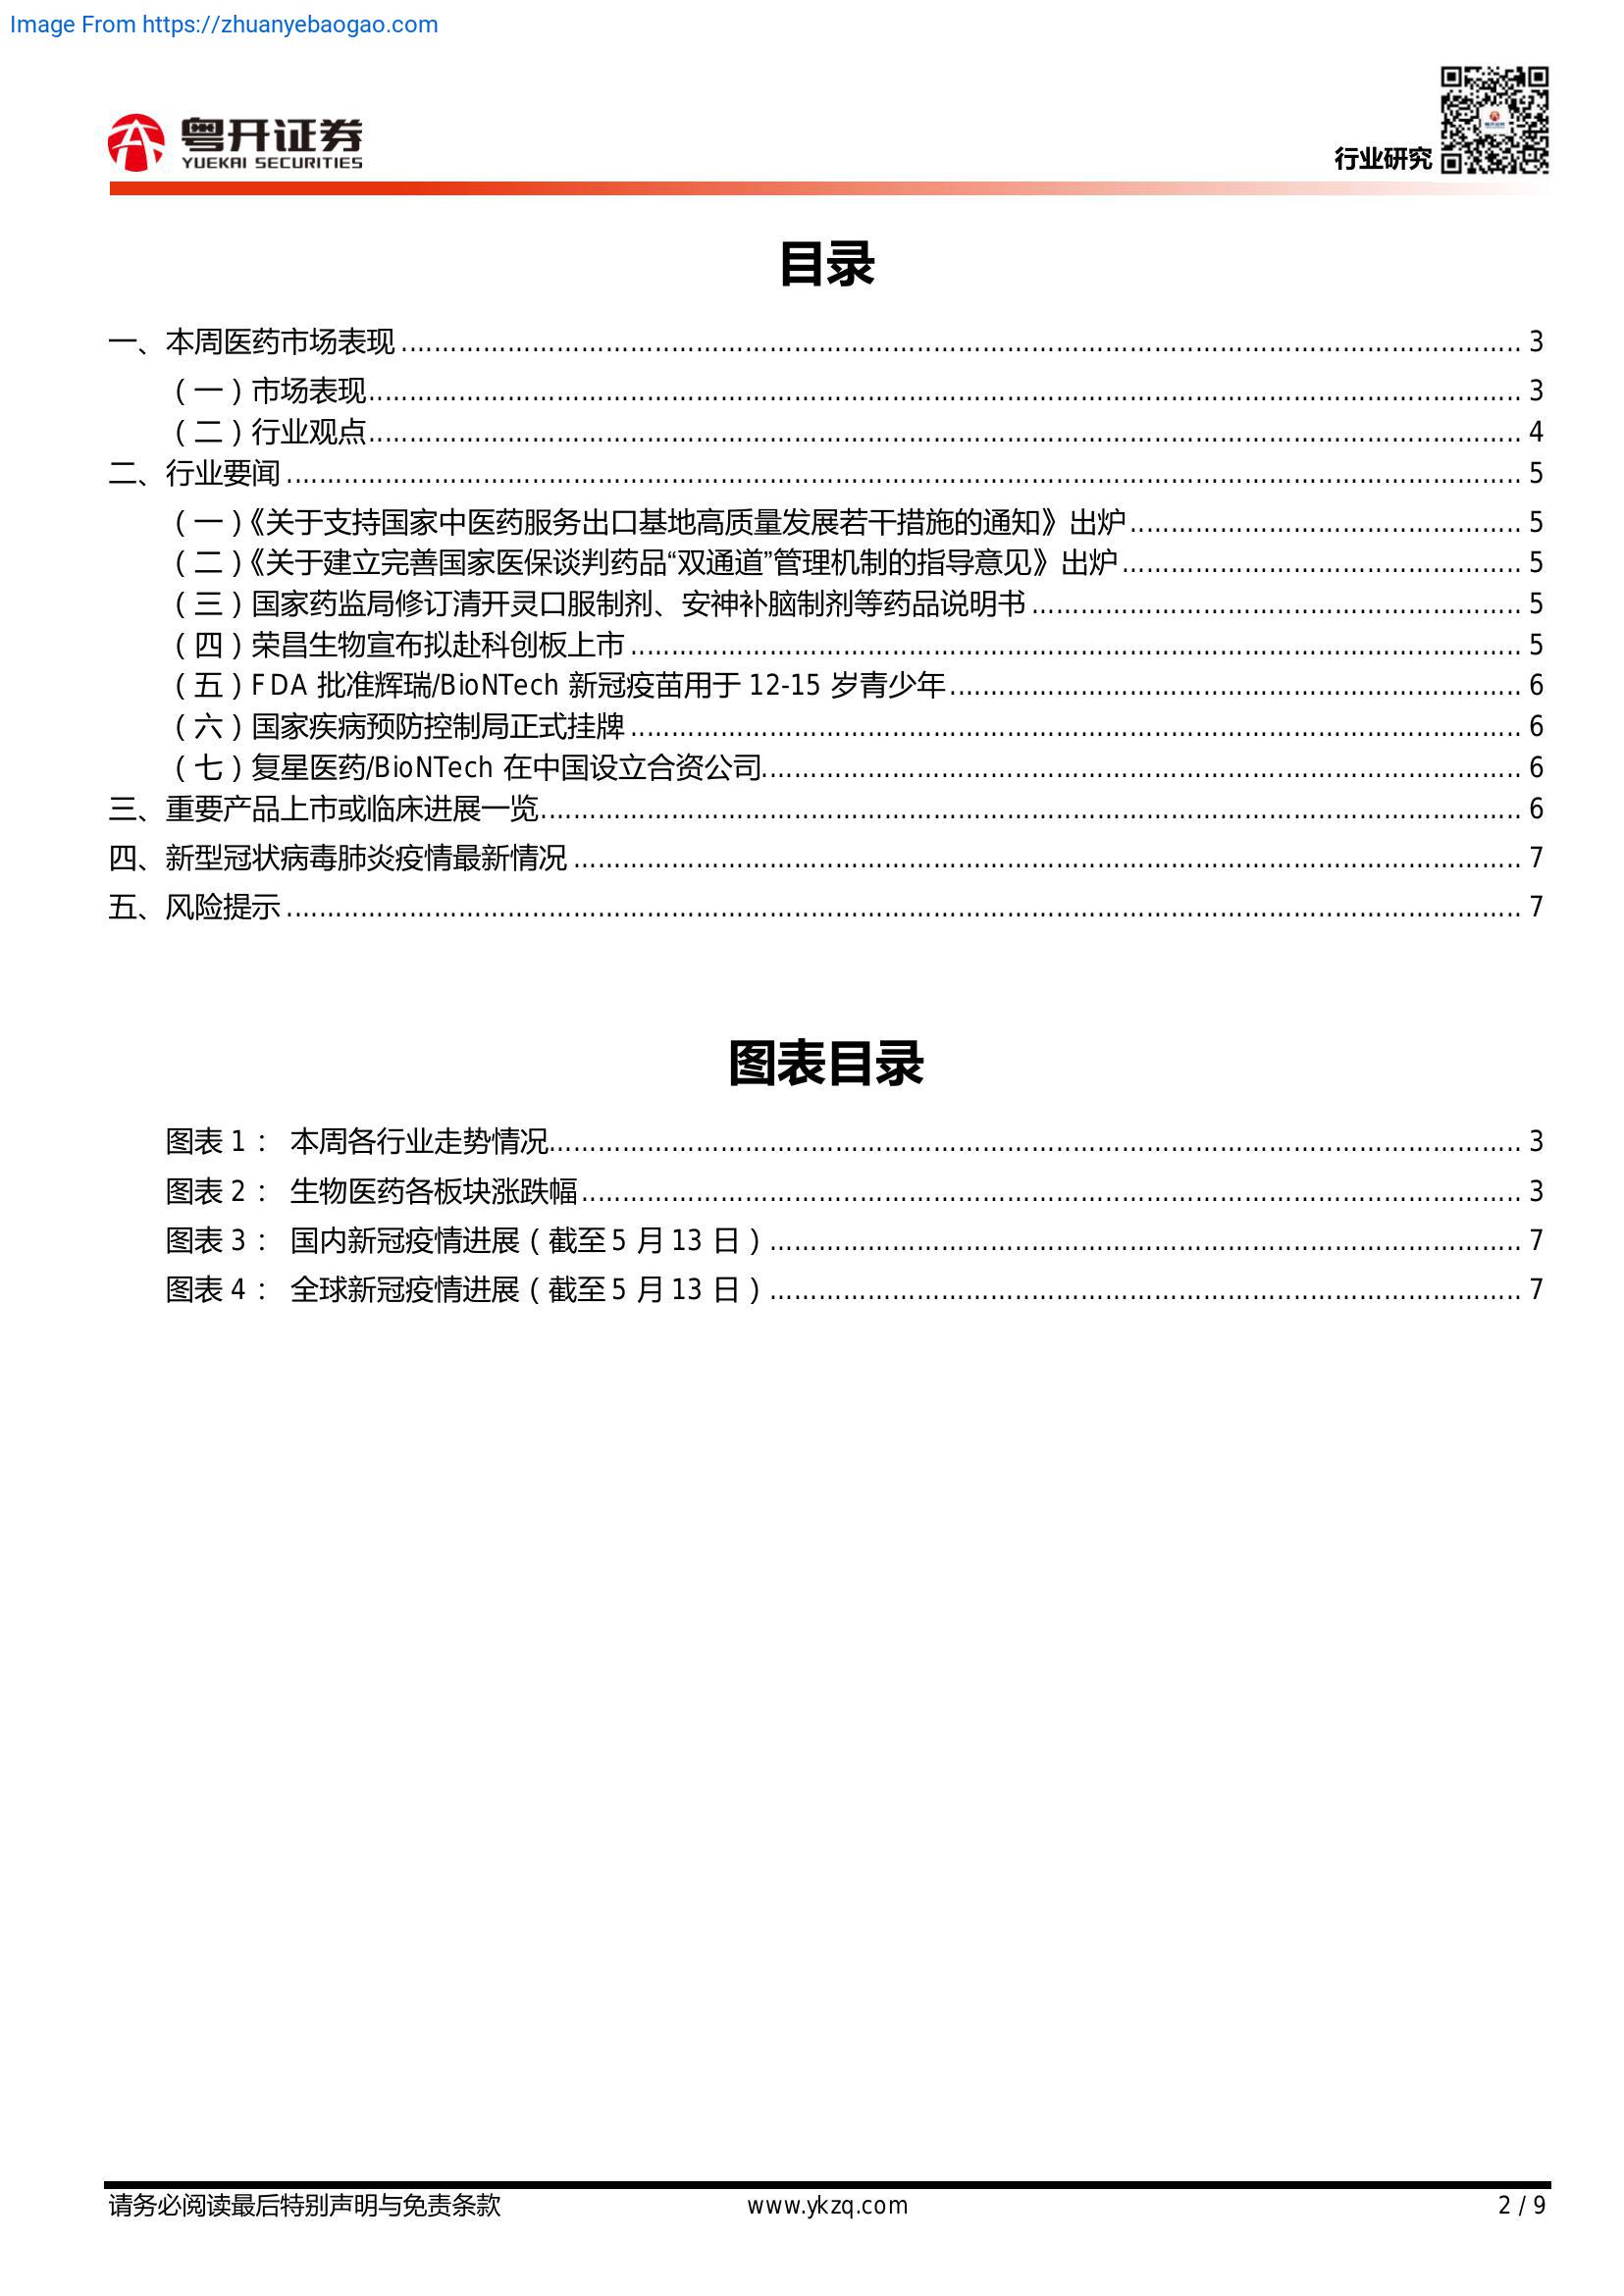 Image From https://zhuanyebaogao.com
粤开证券
YUEKAI SECURITIES
行业研究
目录
一、本周医药市场表现 3
（一）市场表现 3
（二）行业观点 4
二、行业要闻 5
（一）《关于支持国家中医药服务出口基地高质量发展若干措施的通知》出炉 5
（二）《关于建立完善国家医保谈判药品“双通道”管理机制的指导意见》出炉 5
（三）国家药监局修订清开灵口服制剂、安神补脑制剂等药品说明书 5
（四）荣昌生物宣布拟赴科创板上市 5
（五）FDA 批准辉瑞/BioNTech 新冠疫苗用于 12-15 岁青少年 6
（六）国家疾病预防控制局正式挂牌 6
（七）复星医药/BioNTech 在中国设立合资公司 6
三、重要产品上市或临床进展一览 6
四、新型冠状病毒肺炎疫情最新情况 7
五、风险提示 7
图表目录
图表 1： 本周各行业走势情况 3
图表 2： 生物医药各板块涨跌幅 3
图表 3： 国内新冠疫情进展（截至 5 月 13 日） 7
图表 4： 全球新冠疫情进展（截至 5 月 13 日） 7
请务必阅读最后特别声明与免责条款 www.ykzq.com 2 / 9